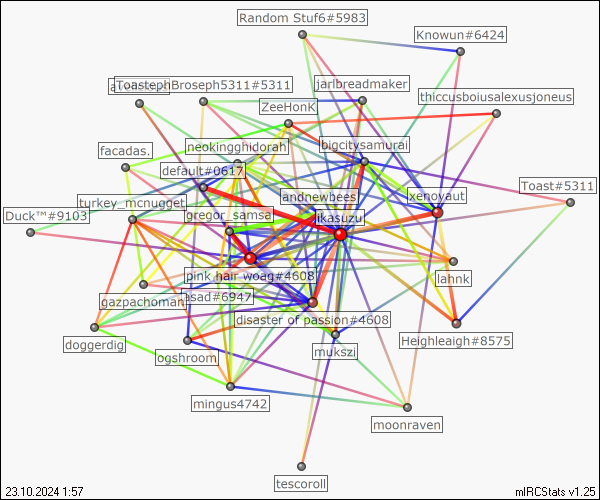 Random Stuf6#5983
Knowun#6424
ToastephBroseph5311#5311
jarlbreadmaker
thiccusboiusalexusjoneus
ZeeHonK
bigcitysamurai
neokingghidorah
facadas.
default#0617
andnewbees
xenoyaut
Toast#5311
turkey_mcnugget
Duck™#9103
gregor_samsa
ikasuzu
pink hair woag#4608
lahnk
gazpachoman
asad#6947
disaster of passion#4608
Heighleaigh#8575
doggerdig
mukszi
ogshroom
mingus4742
moonraven
tescoroll
23.10.2024 1:57
mIRCStats v1.25